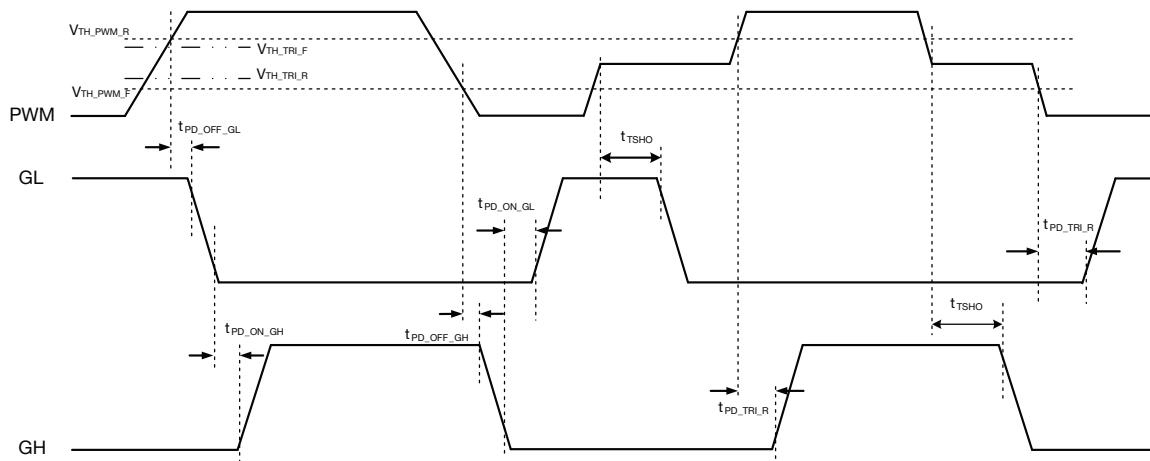 VTH_PWM_R
VTH_TRI_F
VTH_TRI_R
VTH_PWM_F
PWM
tPD_OFF_GL
tTSHO
GL
tPD_ON_GL
tPD_TRI_R
tTSHO
tPD_ON_GH
tPD_OFF_GH
tPD_TRI_R
GH